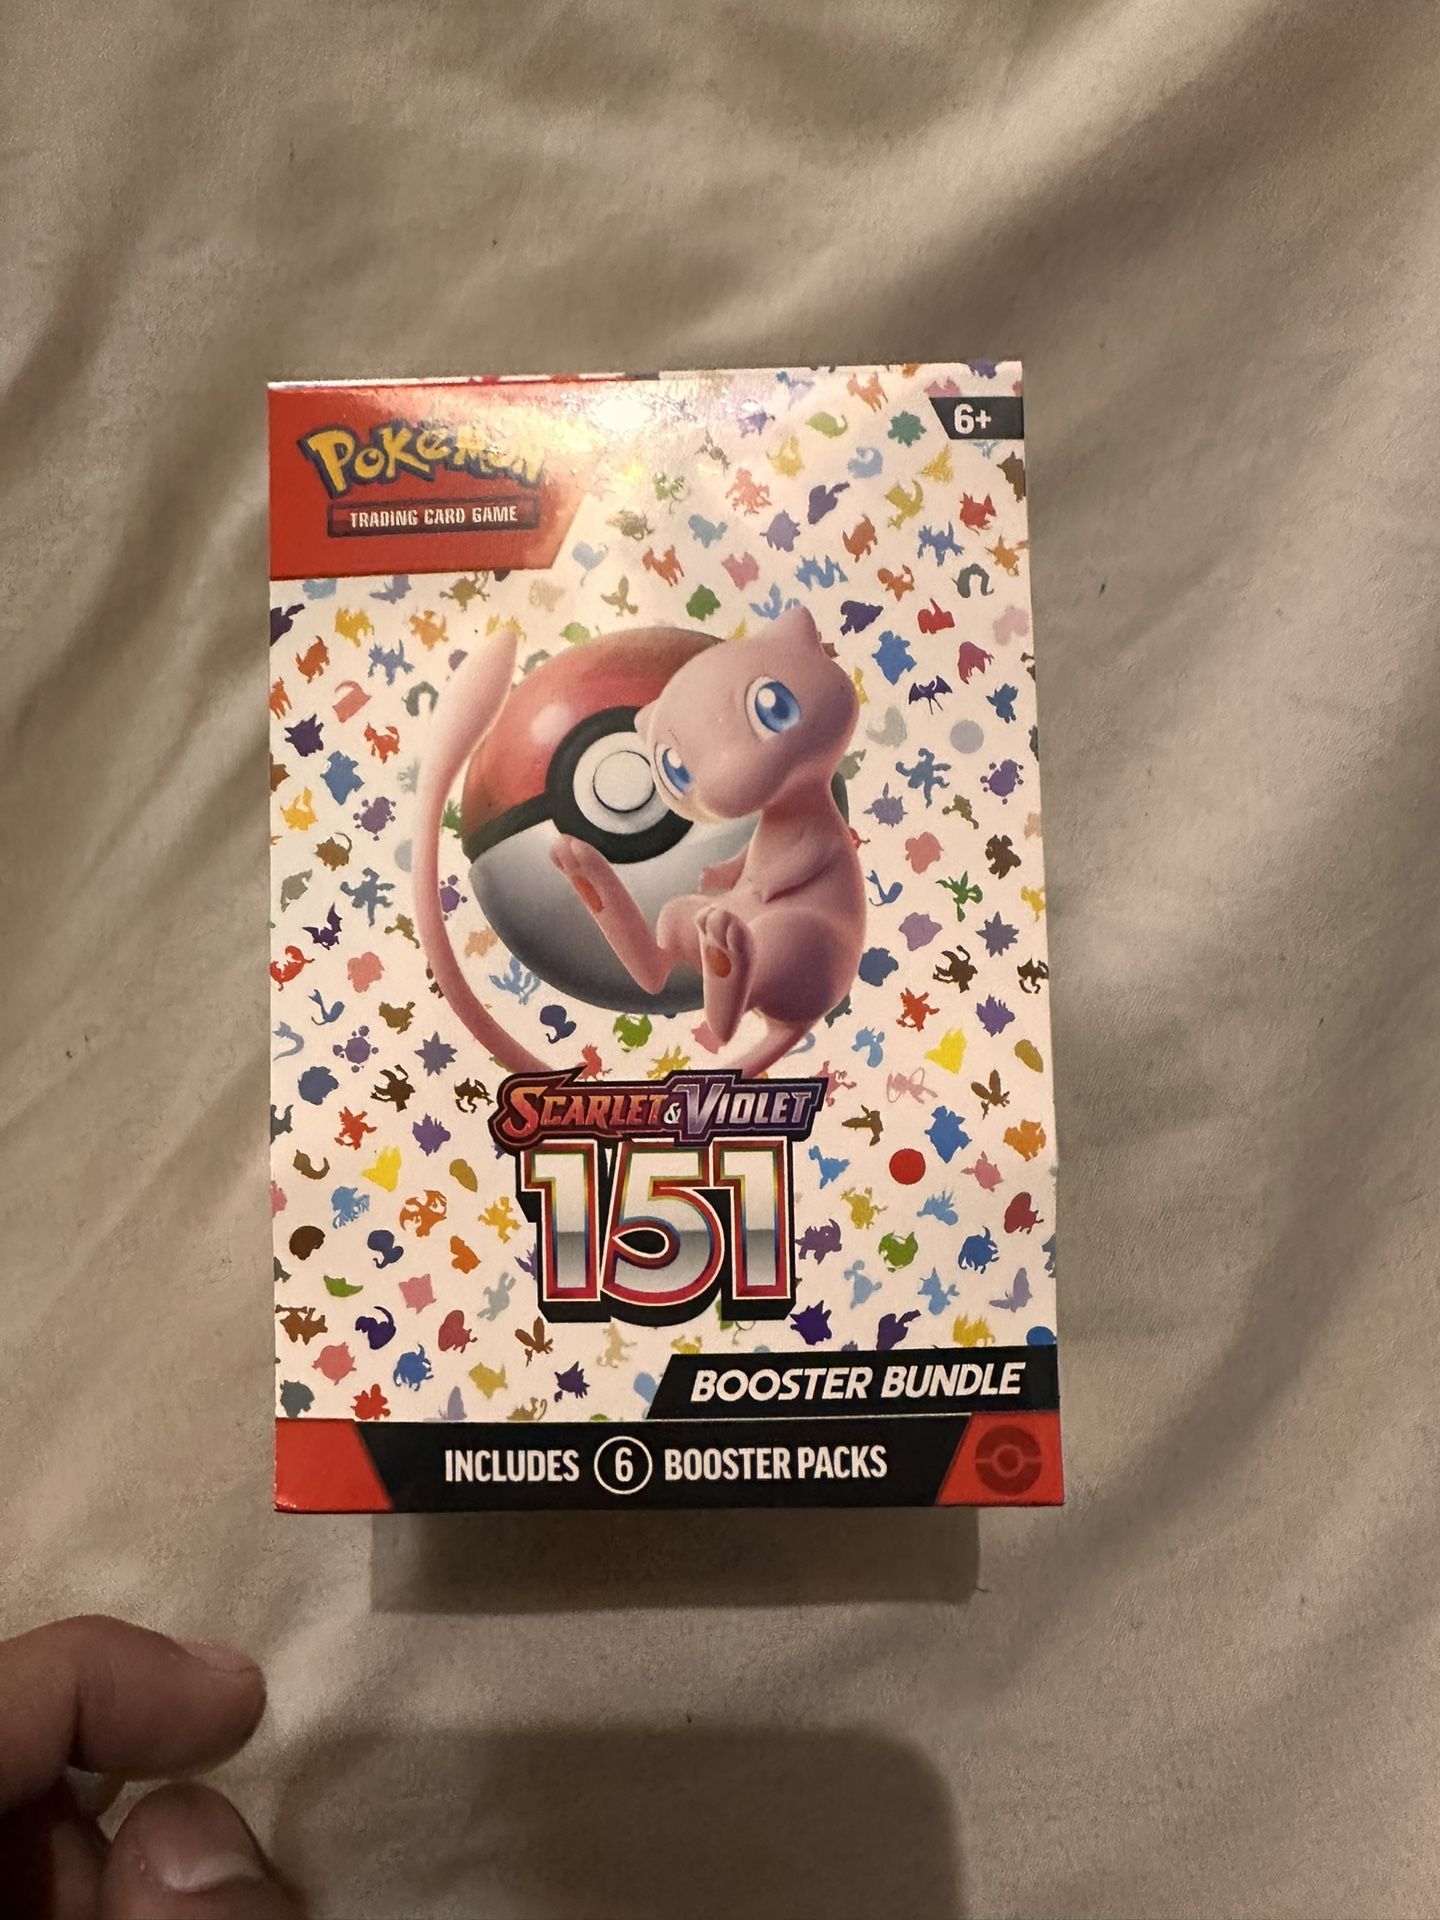 6+
POKéMON
TRADING CARD GAME
SCARLET & VIOLET
151
BOOSTER BUNDLE
INCLUDES 6 BOOSTER PACKS